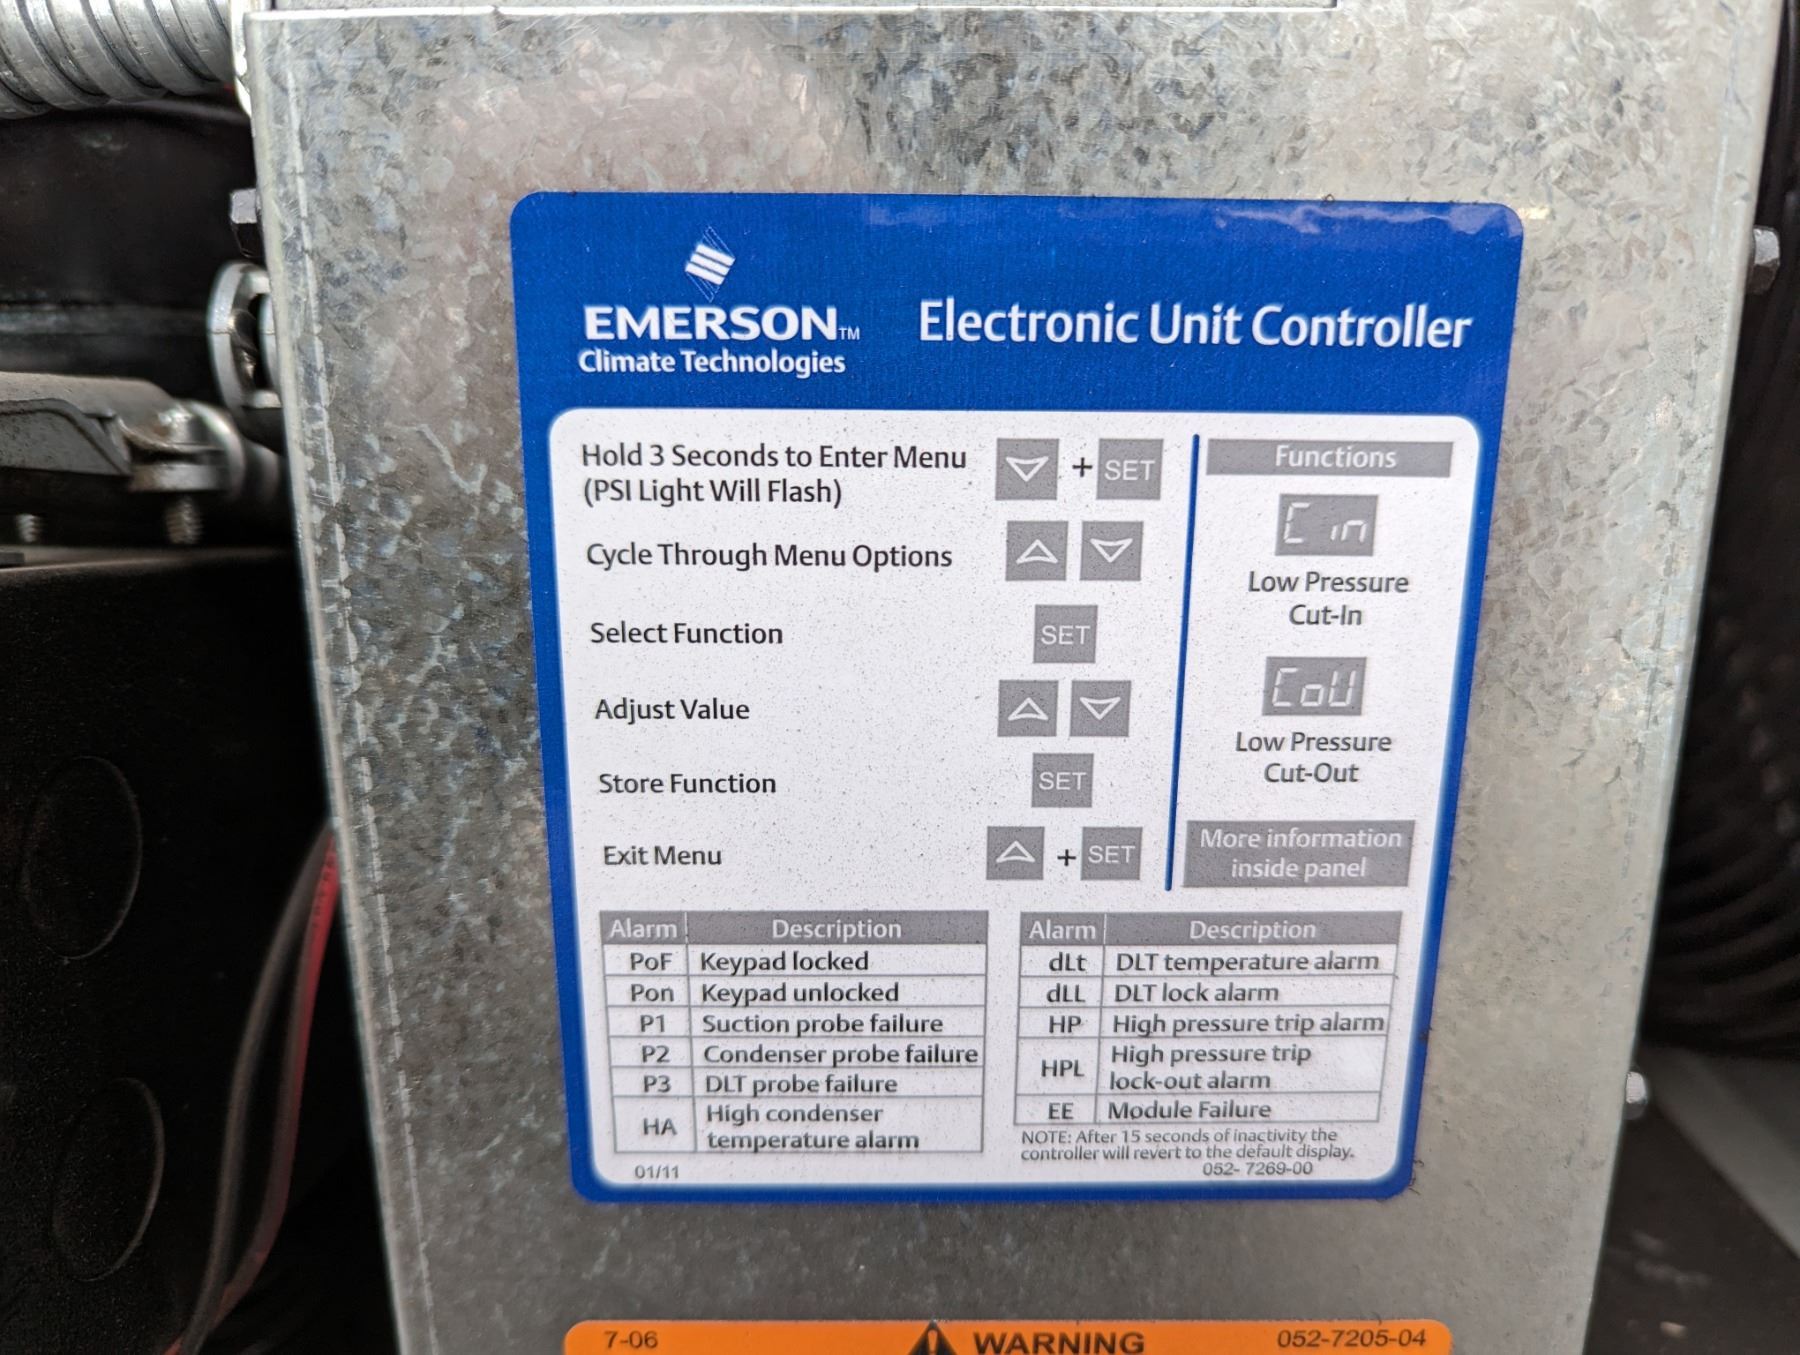 EMERSON™
Climate Technologies
Electronic Unit Controller
Hold 3 Seconds to Enter Menu
(PSI Light Will Flash)
+ SET
Cycle Through Menu Options
Select Function
SET
Adjust Value
Store Function
SET
Exit Menu
+ SET
Functions
C in
Low Pressure
Cut-In
CoU
Low Pressure
Cut-Out
More information
inside panel
Alarm Description
PoF Keypad locked
Pon Keypad unlocked
P1 Suction probe failure
P2 Condenser probe failure
P3 DLT probe failure
HA High condenser
temperature alarm
01/11
Alarm Description
dLt DLT temperature alarm
dLL DLT lock alarm
HP High pressure trip alarm
HPL High pressure trip
lock-out alarm
EE Module Failure
NOTE: After 15 seconds of inactivity the
controller will revert to the default display.
052- 7269-00
7-06 WARNING 052-7205-04